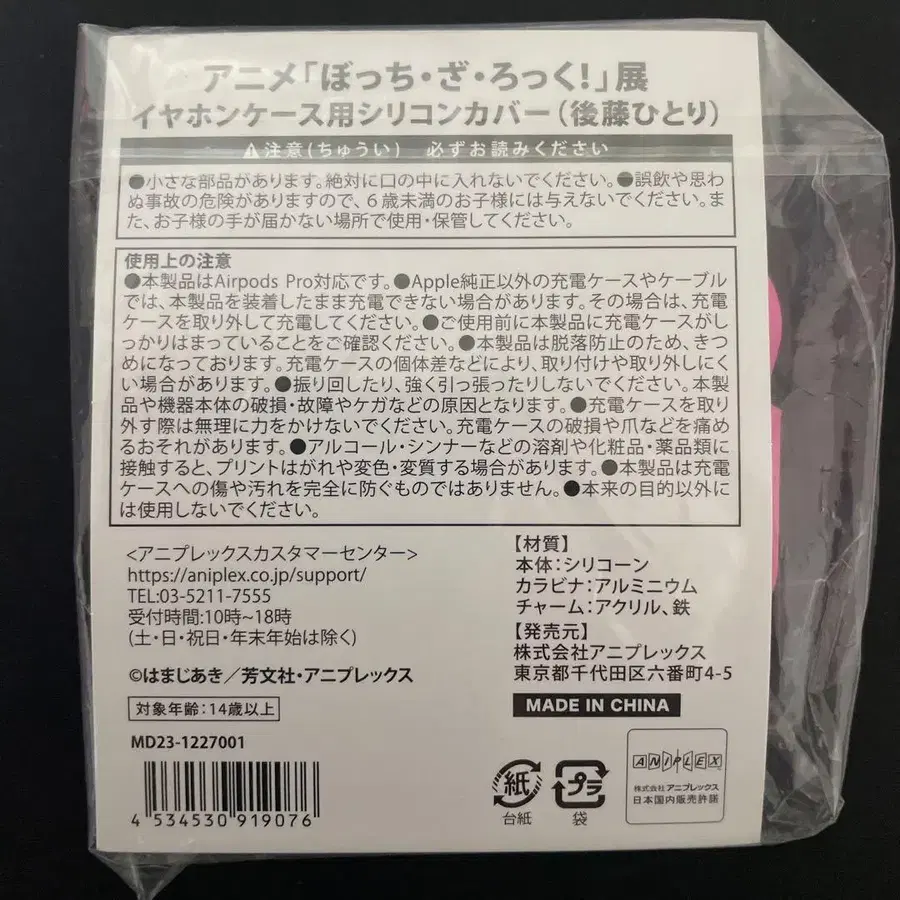 アニメ「ぼっち・ざ・ろっく!」展
イヤホンケース用シリコンカバー(後藤ひとり)
注意(ちゅうい) 必ずお読みください
●小さな部品があります。絶対に口の中に入れないでください。●誤飲や思わ
ぬ事故の危険がありますので、6歳未満のお子様には与えないでください。ま
た、お子様の手が届かない場所で使用・保管してください。
使用上の注意
●本製品はAirpods Pro対応です。●Apple純正以外の充電ケースやケーブル
では、本製品を装着したまま充電できない場合があります。その場合は、充電
ケースを取り外して充電してください。●ご使用前に本製品に充電ケースがし
っかりはまっていることをご確認ください。●本製品は脱落防止のため、きつ
めになっております。充電ケースの個体差などにより、取り付けや取り外しにく
い場合があります。●振り回したり、強く引っ張ったりしないでください。本製
品や機器本体の破損・故障やケガなどの原因となります。●充電ケースを取り
外す際は無理に力をかけないでください。充電ケースの破損や爪などを痛め
るおそれがあります。●アルコール・シンナーなどの溶剤や化粧品・薬品類に
接触すると、プリントはがれや変色・変質する場合があります。●本製品は充電
ケースへの傷や汚れを完全に防ぐものではありません。●本来の目的以外に
は使用しないでください。
<アニプレックスカスタマーセンター>
https://aniplex.co.jp/support/
TEL:03-5211-7555
受付時間:10時~18時
(土・日・祝日・年末年始は除く)
©はまじあき/芳文社・アニプレックス
対象年齢:14歳以上
MD23-1227001
4 534530 919076
【材質】
本体:シリコーン
カラビナ:アルミニウム
チャーム:アクリル、鉄
【発売元】
株式会社アニプレックス
東京都千代田区六番町4-5
MADE IN CHINA
紙
台紙
プラ
袋
ANIPLEX
株式会社アニプレックス
日本国内販売許諾